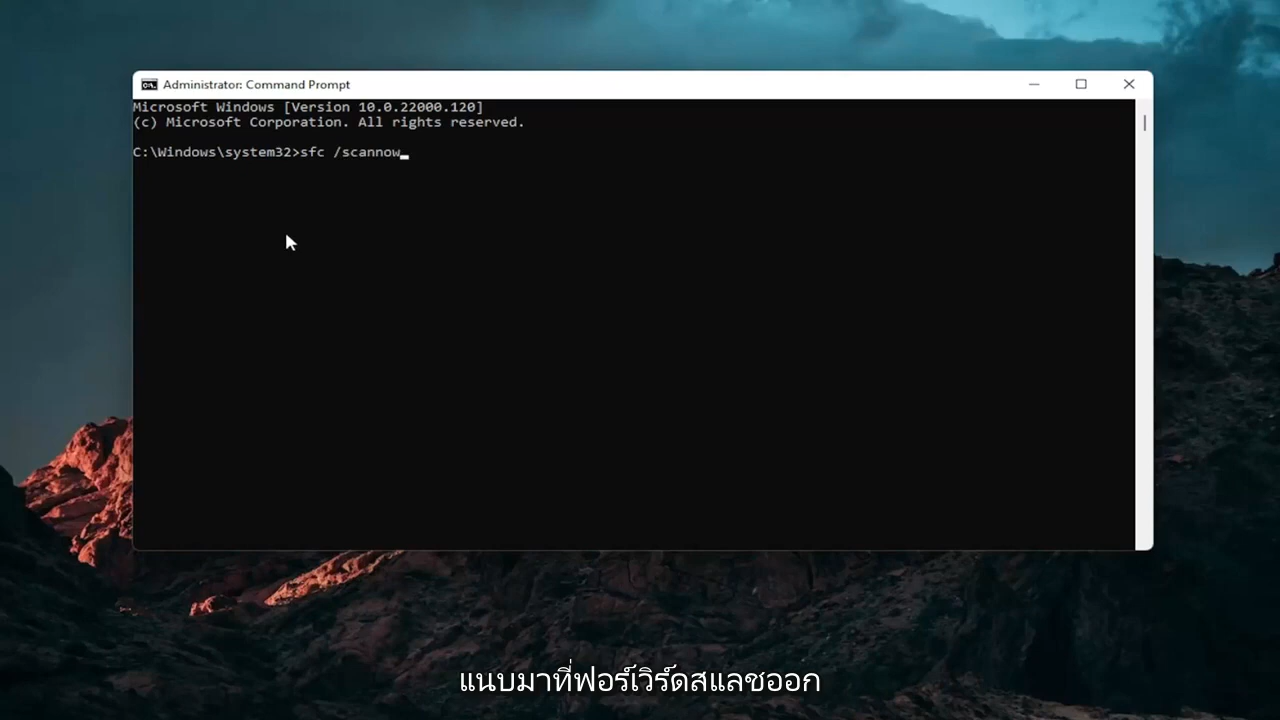 Administrator: Command Prompt
Microsoft Windows [Version 10.0.22000.120]
(c) Microsoft Corporation. All rights reserved.
C:\Windows\system32>sfc /scannow
แนบมาที่ฟอร์เวิร์ดสแลชออก